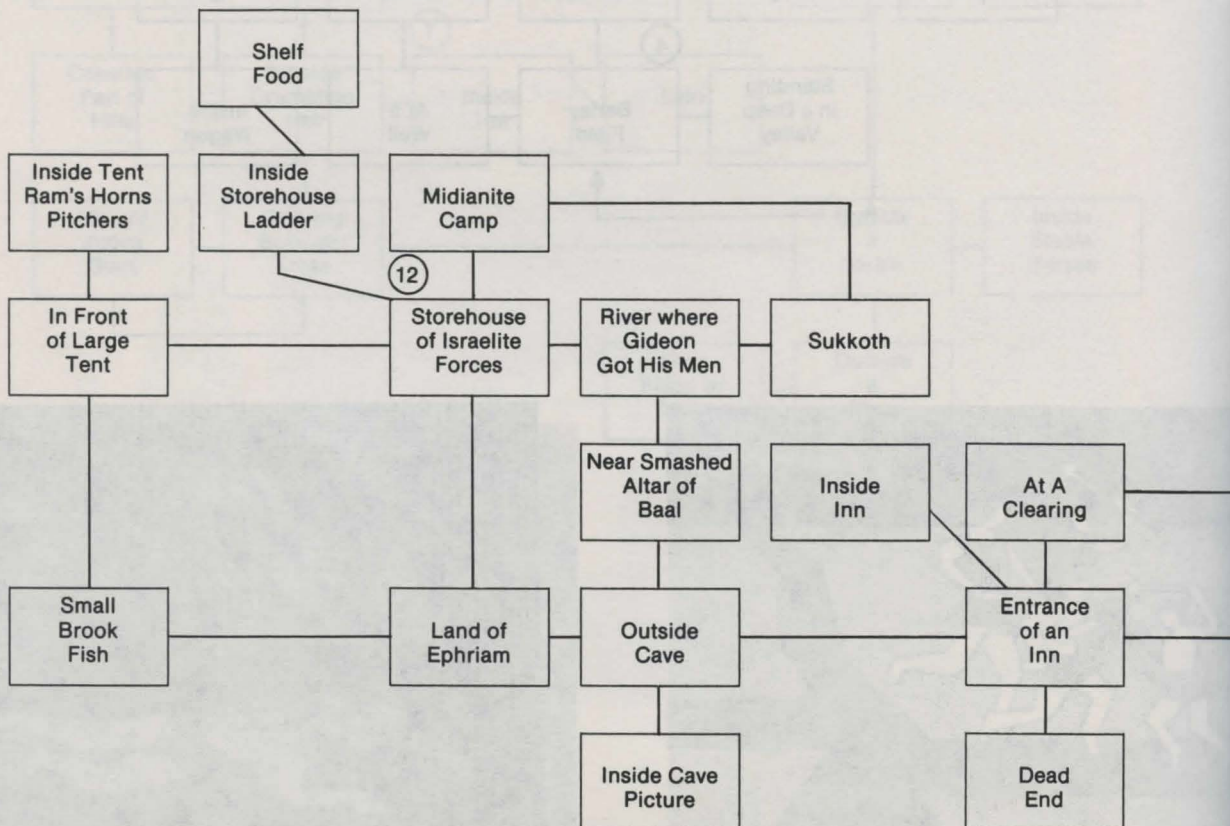 Shelf
Food
Inside Tent
Ram's Horns
Pitchers
Inside
Storehouse
Ladder
Midianite
Camp
12
In Front
of Large
Tent
Storehouse
of Israelite
Forces
River where
Gideon
Got His Men
Sukkoth
Near Smashed
Altar of
Baal
Inside
Inn
At A
Clearing
Small
Brook
Fish
Land of
Ephriam
Outside
Cave
Entrance
of an
Inn
Inside Cave
Picture
Dead
End